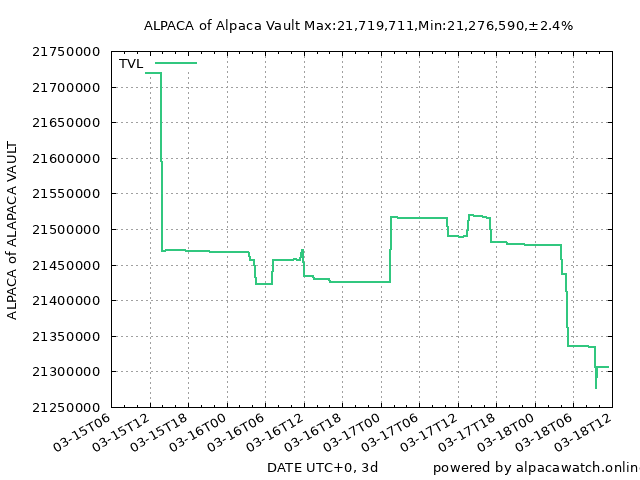 ALPACA of Alpaca Vault Max:21,719,711,Min:21,276,590,±2.4%
TVL
ALPACA of ALAPACA VAULT
21750000
21700000
21650000
21600000
21550000
21500000
21450000
21400000
21350000
21300000
21250000
03-15T06
03-15T12
03-15T18
03-16T00
03-16T06
03-16T12
03-16T18
03-17T00
03-17T06
03-17T12
03-17T18
03-18T00
03-18T06
03-18T12
DATE UTC+0, 3d
powered by alpacawatch.onlin